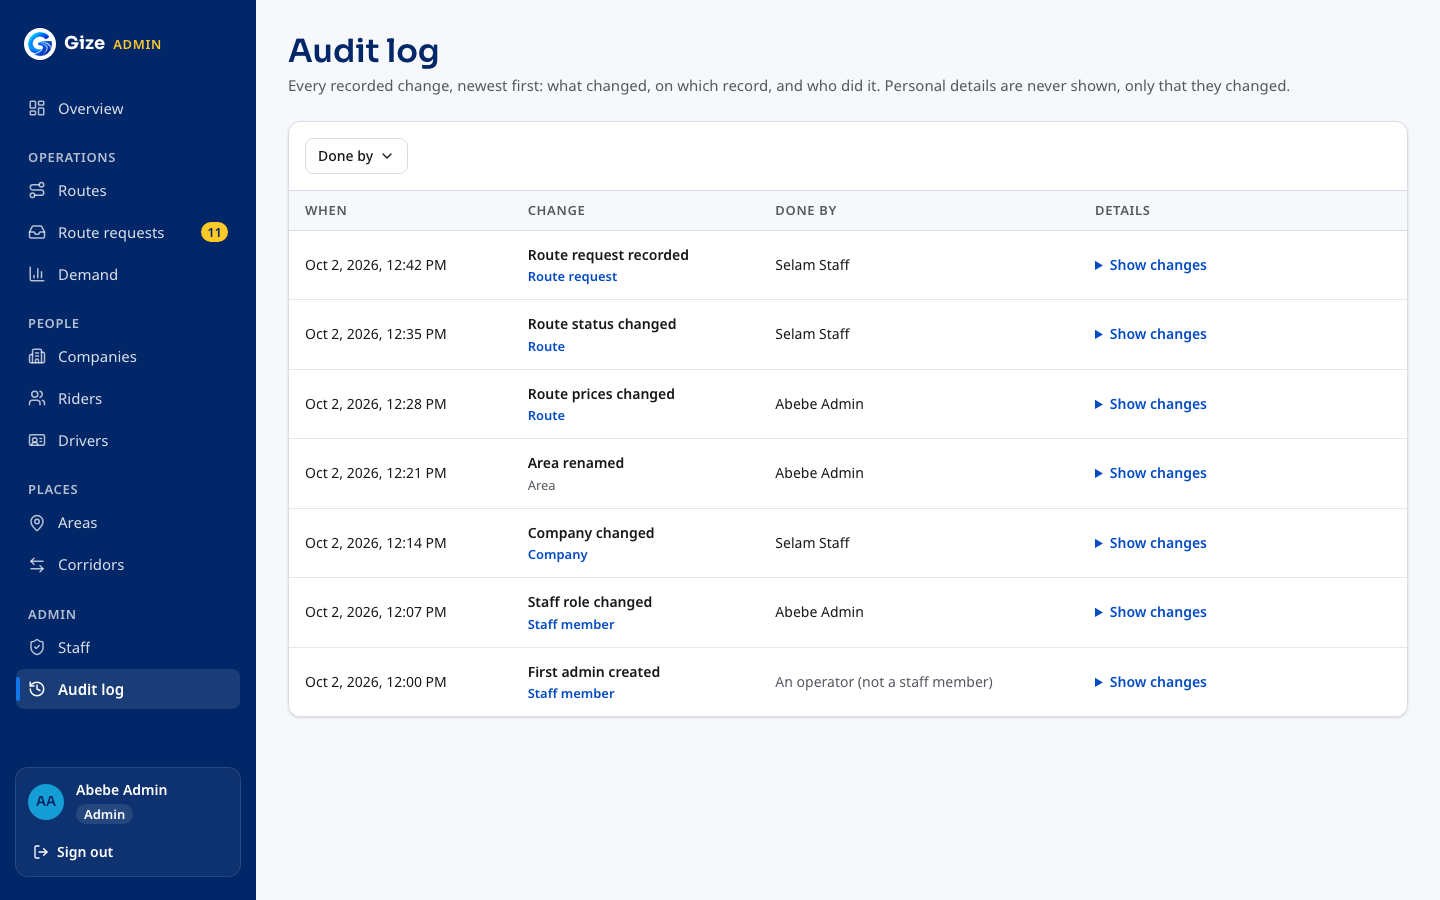 Gize ADMIN
Overview
OPERATIONS
Routes
Route requests 11
Demand
PEOPLE
Companies
Riders
Drivers
PLACES
Areas
Corridors
ADMIN
Staff
Audit log
AA Abebe Admin
Admin
Sign out
Audit log
Every recorded change, newest first: what changed, on which record, and who did it. Personal details are never shown, only that they changed.
Done by
WHEN CHANGE DONE BY DETAILS
Oct 2, 2026, 12:42 PM Route request recorded Selam Staff Show changes
Route request
Oct 2, 2026, 12:35 PM Route status changed Selam Staff Show changes
Route
Oct 2, 2026, 12:28 PM Route prices changed Abebe Admin Show changes
Route
Oct 2, 2026, 12:21 PM Area renamed Abebe Admin Show changes
Area
Oct 2, 2026, 12:14 PM Company changed Selam Staff Show changes
Company
Oct 2, 2026, 12:07 PM Staff role changed Abebe Admin Show changes
Staff member
Oct 2, 2026, 12:00 PM First admin created An operator (not a staff member) Show changes
Staff member